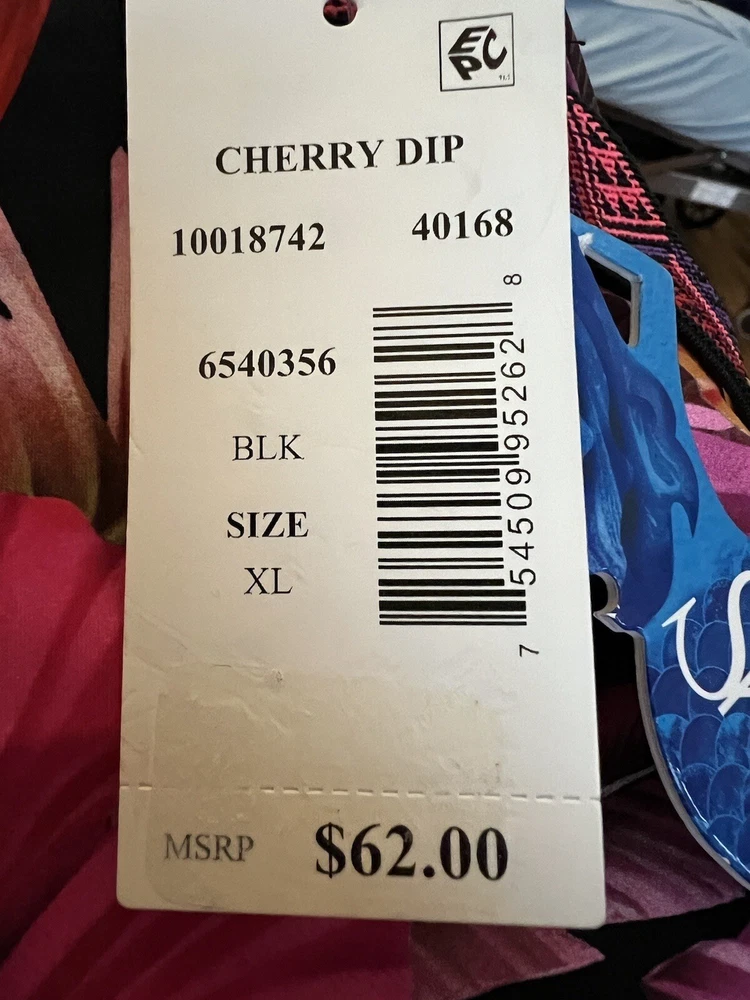 EPC
CHERRY DIP
10018742 40168
6540356
BLK
SIZE
XL
7 54509 95262 8
MSRP $62.00